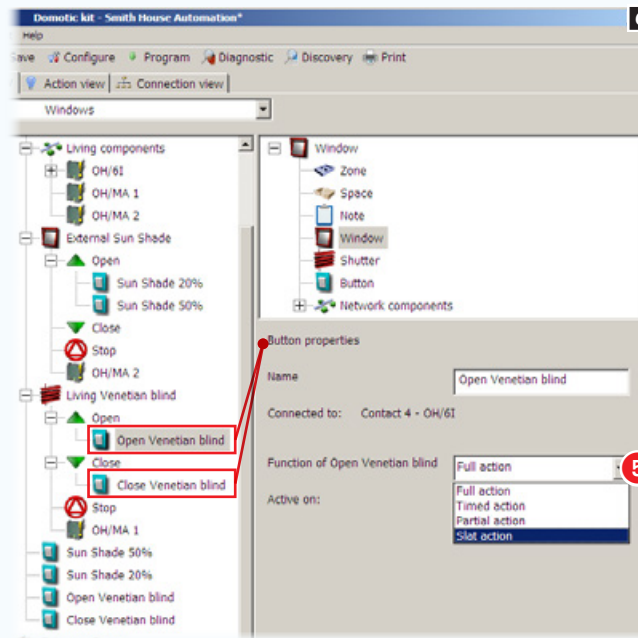 Domotic kit - Smith House Automation*
Help
Configure Program Diagnostic Discovery Print
Action view Connection view
Windows
Living components
OH/6I
OH/MA 1
OH/MA 2
External Sun Shade
Open
Sun Shade 20%
Sun Shade 50%
Close
Stop
OH/MA 2
Living Venetian blind
Open
Open Venetian blind
Close
Close Venetian blind
Stop
OH/MA 1
Sun Shade 50%
Sun Shade 20%
Open Venetian blind
Close Venetian blind
Window
Zone
Space
Note
Window
Shutter
Button
Network components
Button properties
Name
Open Venetian blind
Connected to: Contact 4 - OH/6I
Function of Open Venetian blind
Full action
5
Active on:
Full action
Timed action
Partial action
Slat action